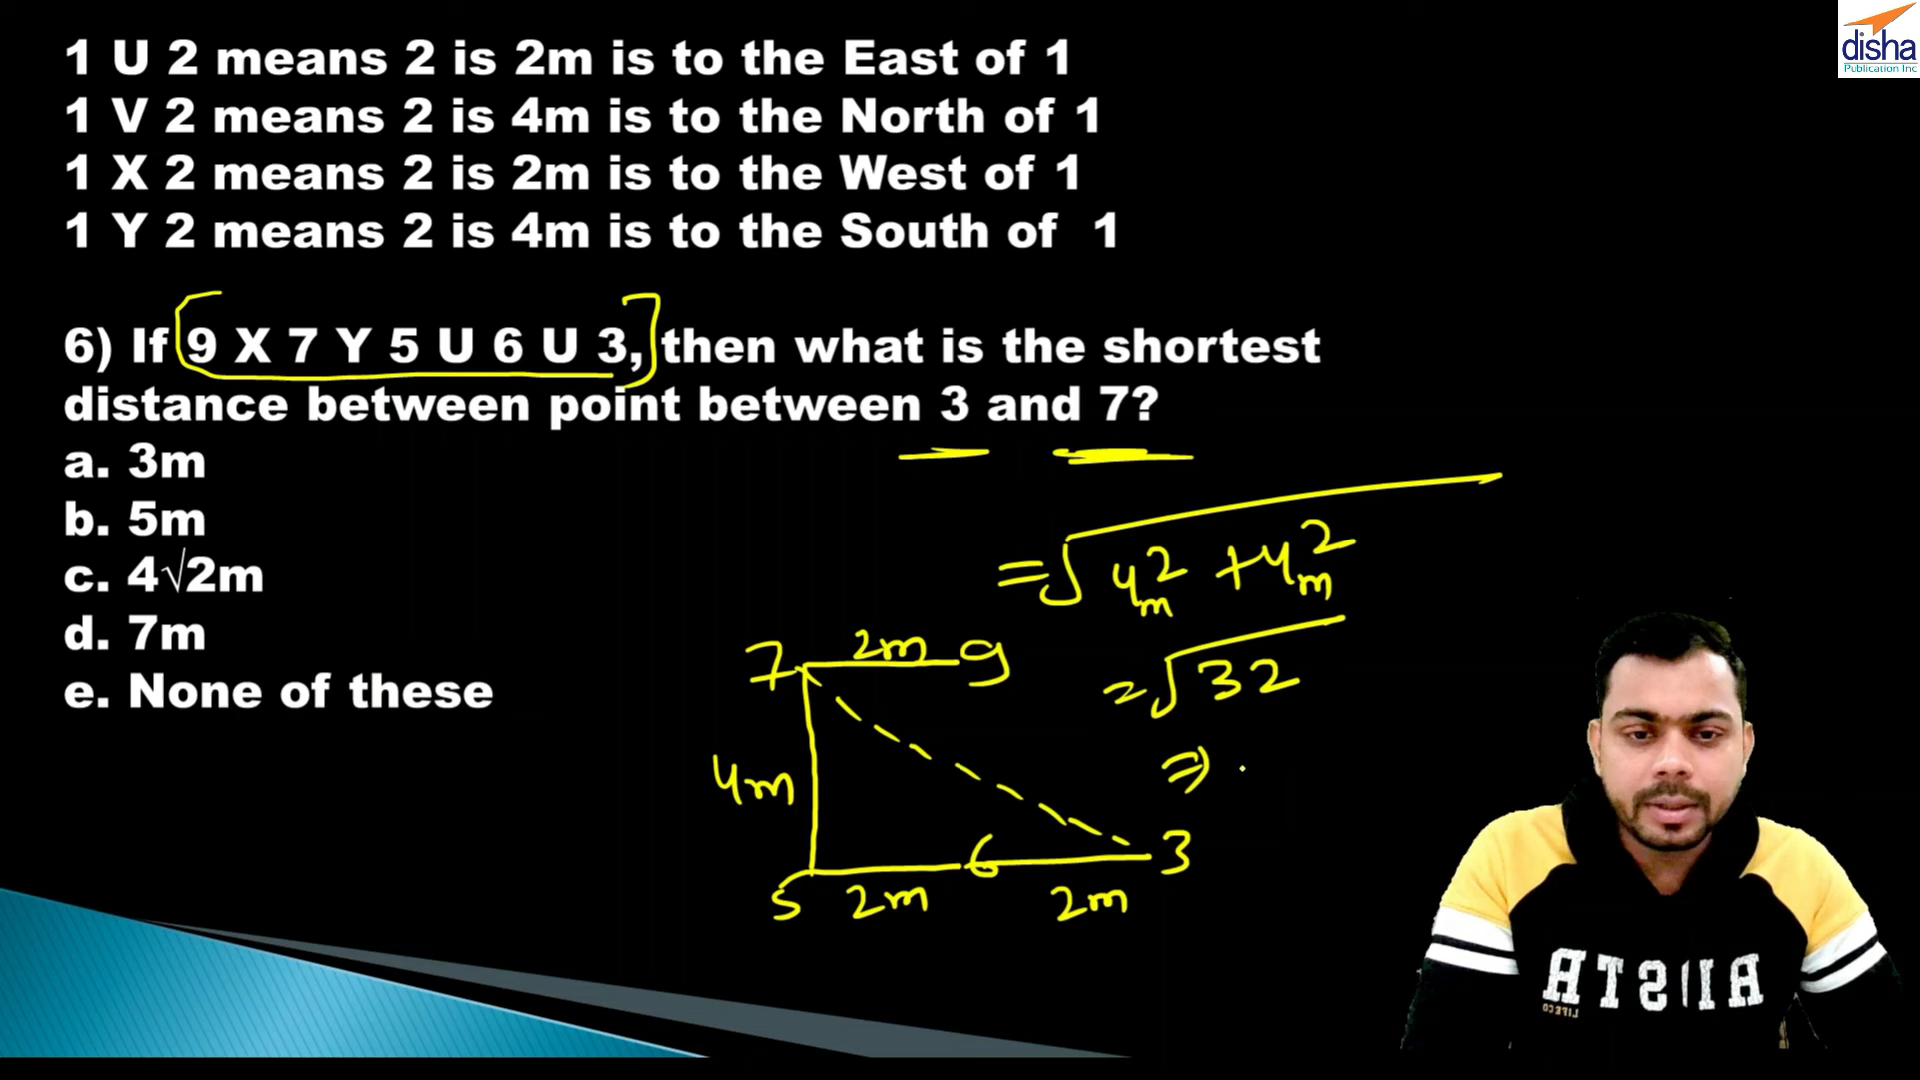 1 U 2 means 2 is 2m is to the East of 1
1 V 2 means 2 is 4m is to the North of 1
1 X 2 means 2 is 2m is to the West of 1
1 Y 2 means 2 is 4m is to the South of 1
disha
Publication Inc
6) If 9 X 7 Y 5 U 6 U 3, then what is the shortest
distance between point between 3 and 7?
a. 3m
b. 5m
c. 4√2m
d. 7m
e. None of these
=√4m² + 4m²
=√32
⇒
7 2m 9
4m
5 2m 6 2m 3
ARISTA
LIFECO